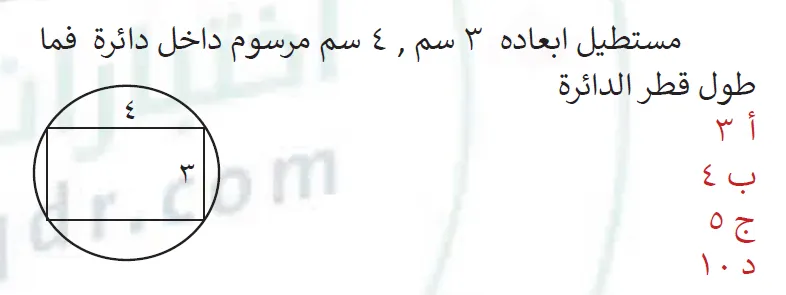 مستطيل ابعاده ٣ سم , ٤ سم مرسوم داخل دائرة فما
طول قطر الدائرة
أ ٣
ب ٤
ج ٥
د ١٠
٤
٣